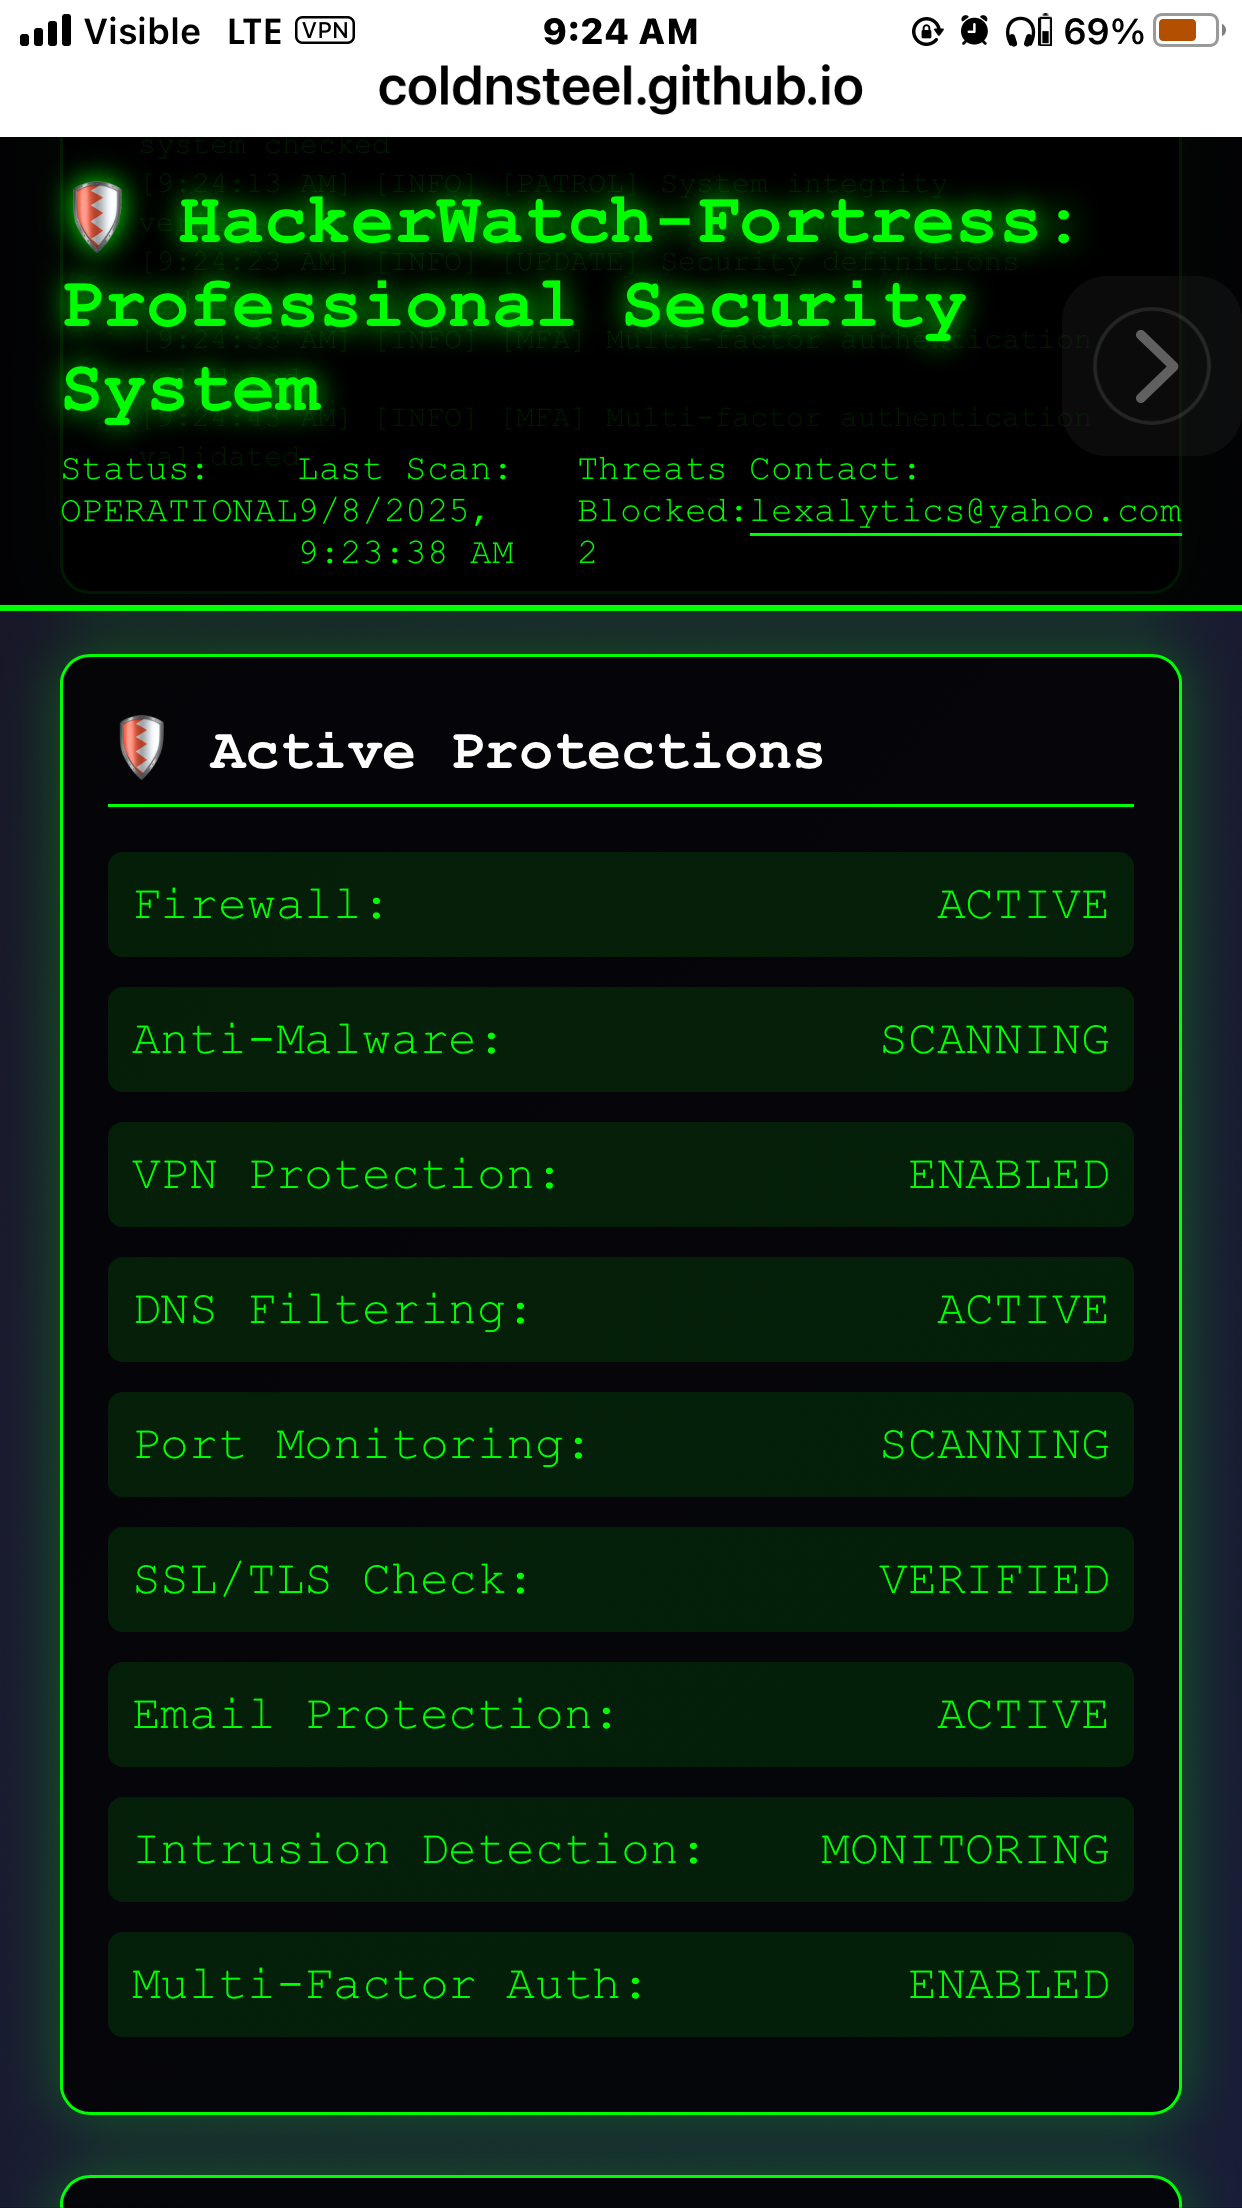 Visible LTE VPN 9:24 AM 69%
coldnsteel.github.io
system checked
[9:24:13 AM] [INFO] [PATROL] System integrity
HackerWatch-Fortress:
[9:24:23 AM] [INFO] [UPDATE] Security definitions
Professional Security
[9:24:33 AM] [INFO] [MFA] Multi-factor authentication
System
[9:24:43 AM] [INFO] [MFA] Multi-factor authentication
validated
Status: Last Scan: Threats Contact:
OPERATIONAL 9/8/2025, Blocked: lexalytics@yahoo.com
9:23:38 AM 2
Active Protections
Firewall: ACTIVE
Anti-Malware: SCANNING
VPN Protection: ENABLED
DNS Filtering: ACTIVE
Port Monitoring: SCANNING
SSL/TLS Check: VERIFIED
Email Protection: ACTIVE
Intrusion Detection: MONITORING
Multi-Factor Auth: ENABLED